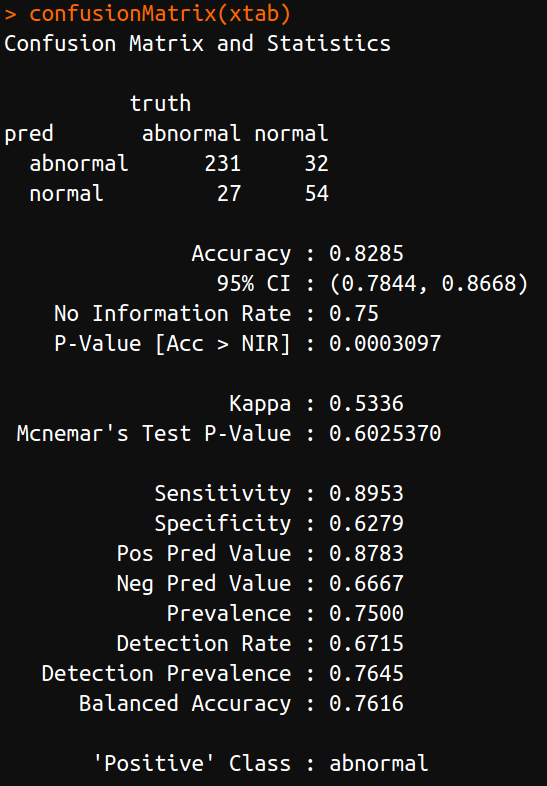 > confusionMatrix(xtab)
Confusion Matrix and Statistics
truth
pred abnormal normal
abnormal 231 32
normal 27 54
Accuracy : 0.8285
95% CI : (0.7844, 0.8668)
No Information Rate : 0.75
P-Value [Acc > NIR] : 0.0003097
Kappa : 0.5336
Mcnemar's Test P-Value : 0.6025370
Sensitivity : 0.8953
Specificity : 0.6279
Pos Pred Value : 0.8783
Neg Pred Value : 0.6667
Prevalence : 0.7500
Detection Rate : 0.6715
Detection Prevalence : 0.7645
Balanced Accuracy : 0.7616
'Positive' Class : abnormal